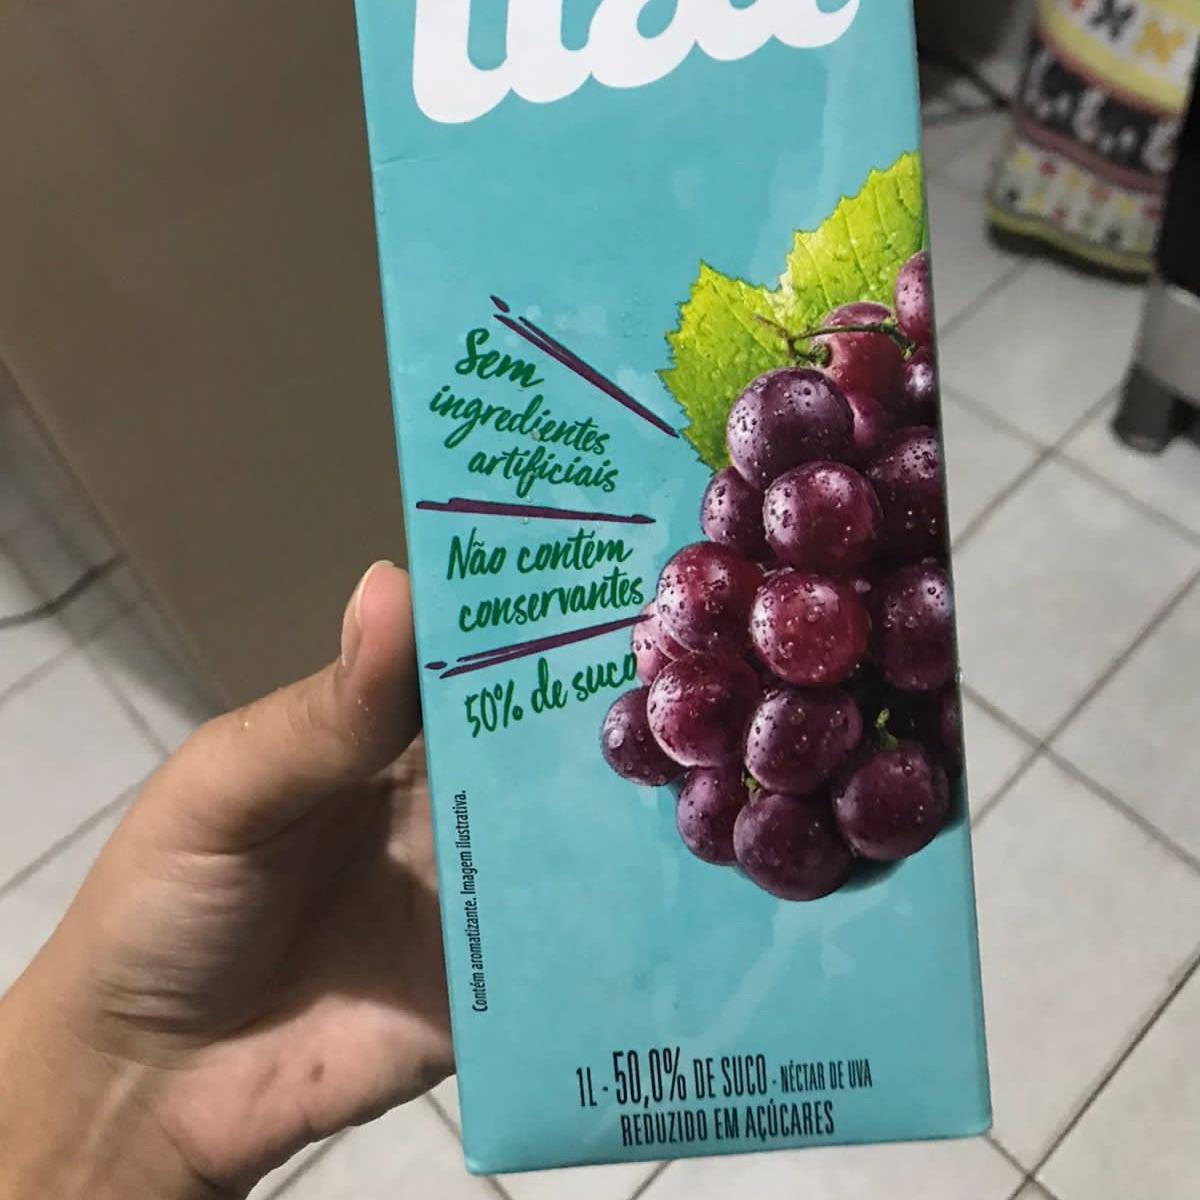 uva
Sem
ingredientes
artificiais
Não contém
conservantes
50% de suco
Contém aromatizante. Imagem ilustrativa.
1L - 50,0% DE SUCO - NÉCTAR DE UVA
REDUZIDO EM AÇÚCARES